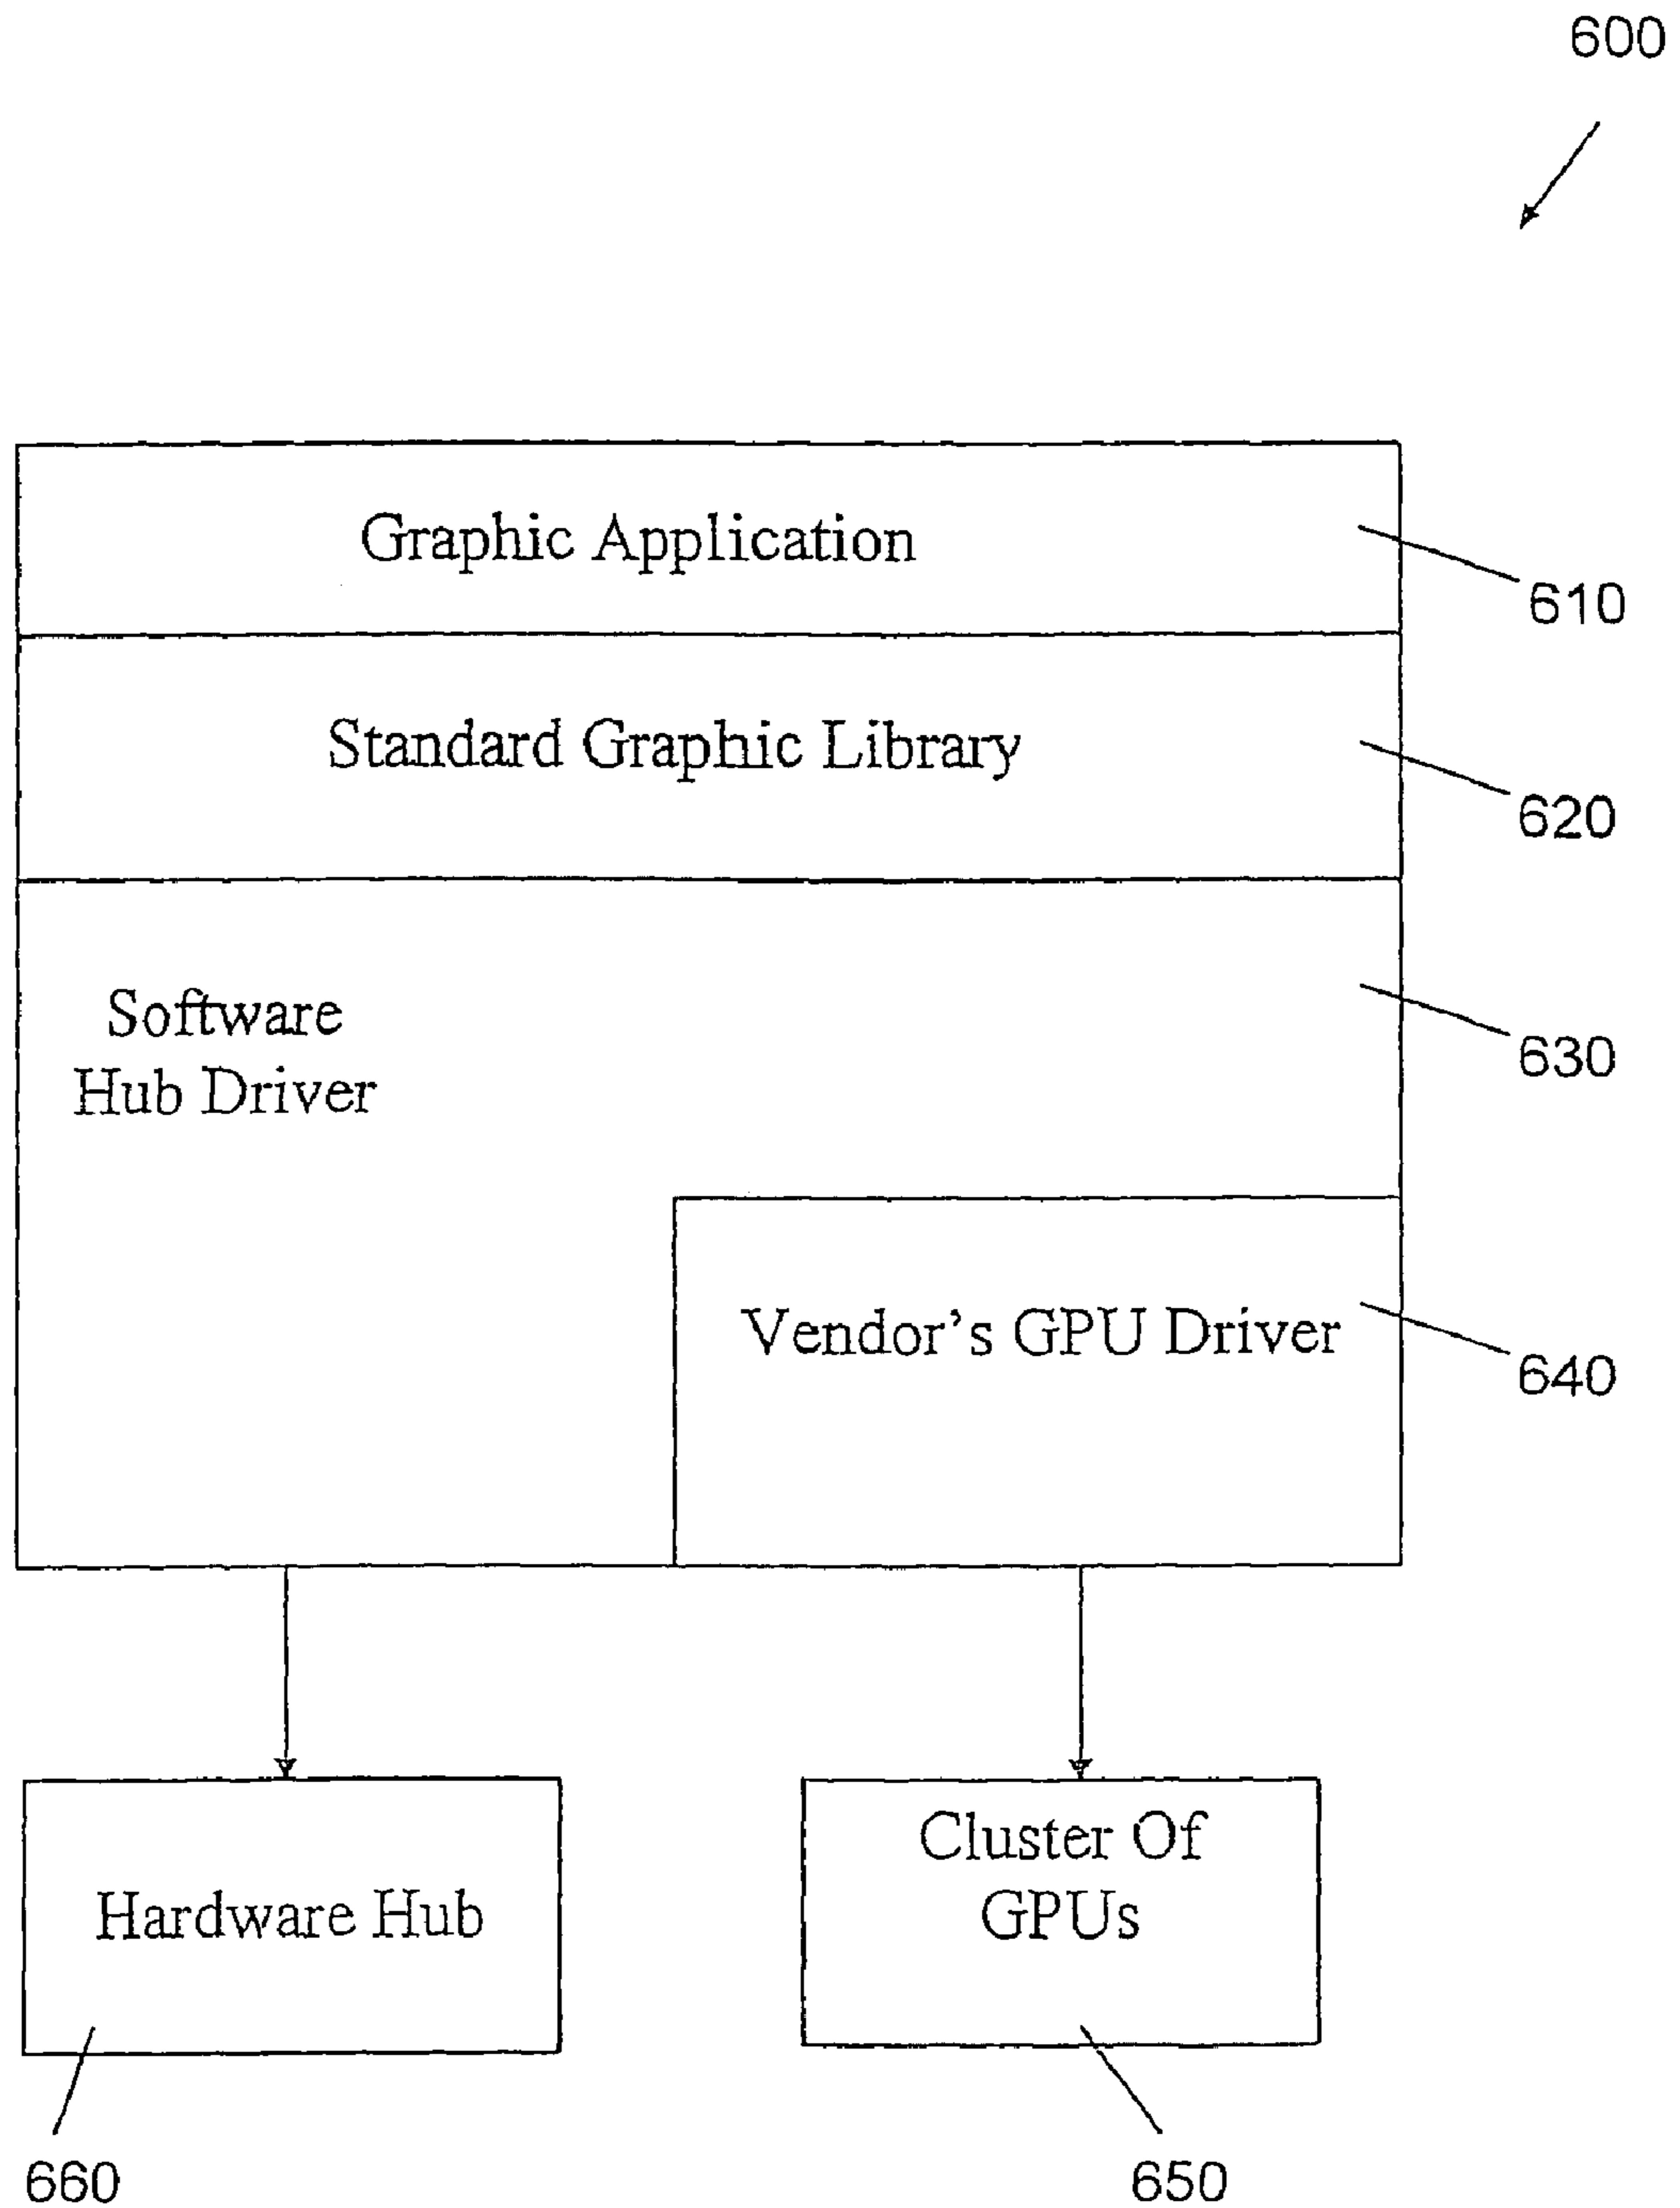 600
Graphic Application
610
Standard Graphic Library
620
Software
Hub Driver
630
Vendor's GPU Driver
640
Hardware Hub
Cluster Of
GPUs
660
650